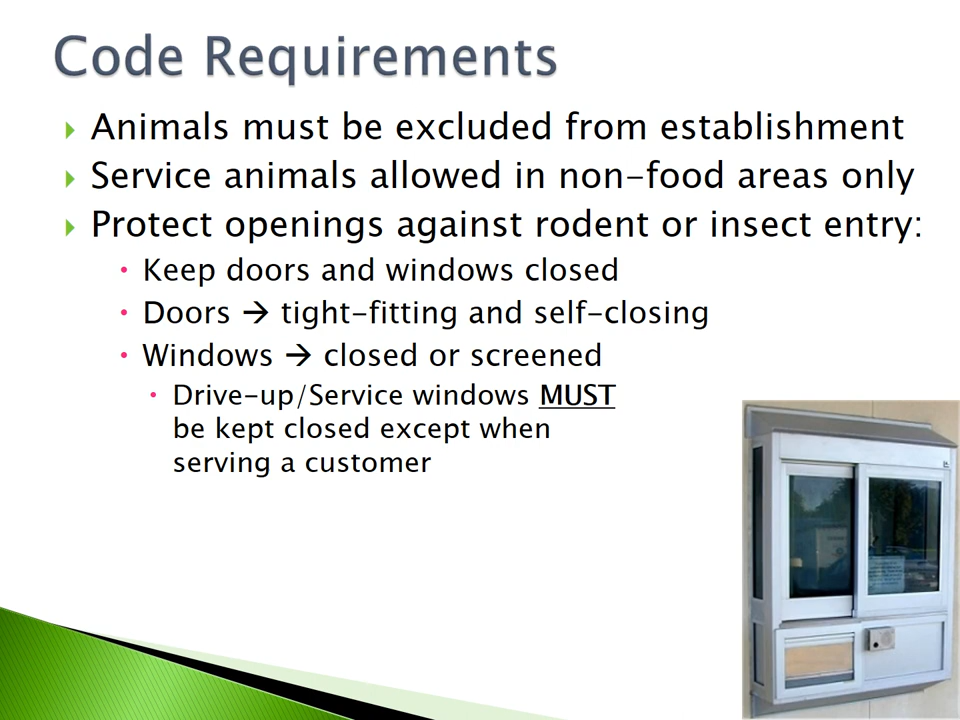 Code Requirements
Animals must be excluded from establishment
Service animals allowed in non-food areas only
Protect openings against rodent or insect entry:
• Keep doors and windows closed
• Doors → tight-fitting and self-closing
• Windows → closed or screened
• Drive-up/Service windows MUST
be kept closed except when
serving a customer